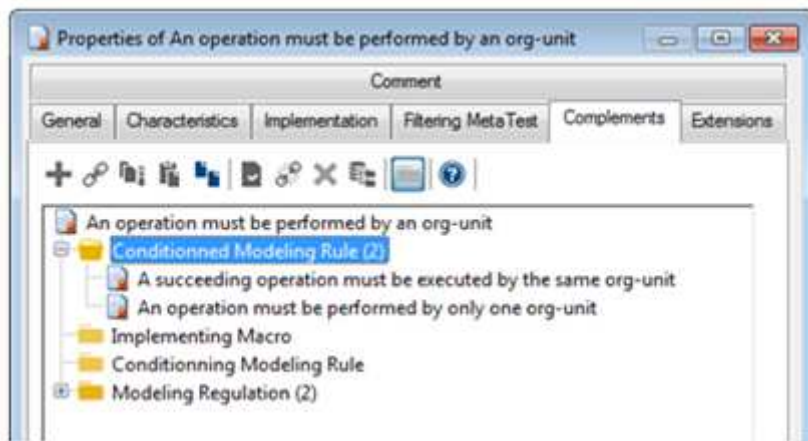 Properties of An operation must be performed by an org-unit
Comment
General Characteristics Implementation Filtering MetaTest Complements Extensions
An operation must be performed by an org-unit
Conditionned Modeling Rule (2)
A succeeding operation must be executed by the same org-unit
An operation must be performed by only one org-unit
Implementing Macro
Conditionning Modeling Rule
Modeling Regulation (2)